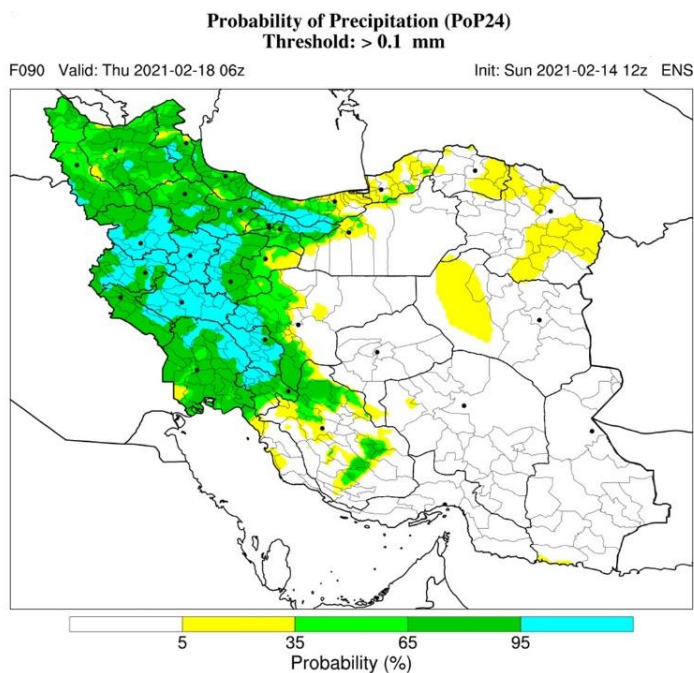 Probability of Precipitation (PoP24)
Threshold: > 0.1 mm
F090 Valid: Thu 2021-02-18 06z
Init: Sun 2021-02-14 12z ENS
5 35 65 95
Probability (%)